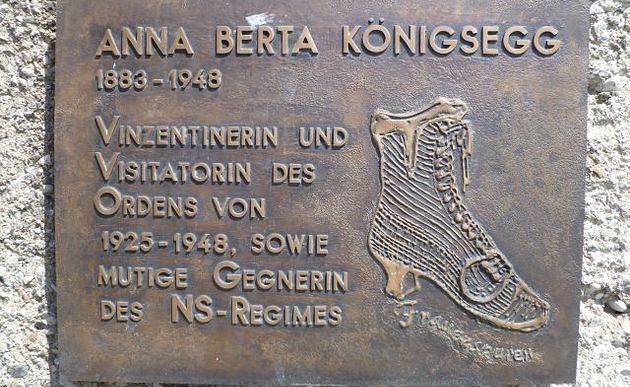 ANNA BERTA KÖNIGSEGG
1883 - 1948
VINZENTINERIN UND
VISITATORIN DES
ORDENS VON
1925 - 1948, SOWIE
MUTIGE GEGNERIN
DES NS-REGIMES
Frauenspuren